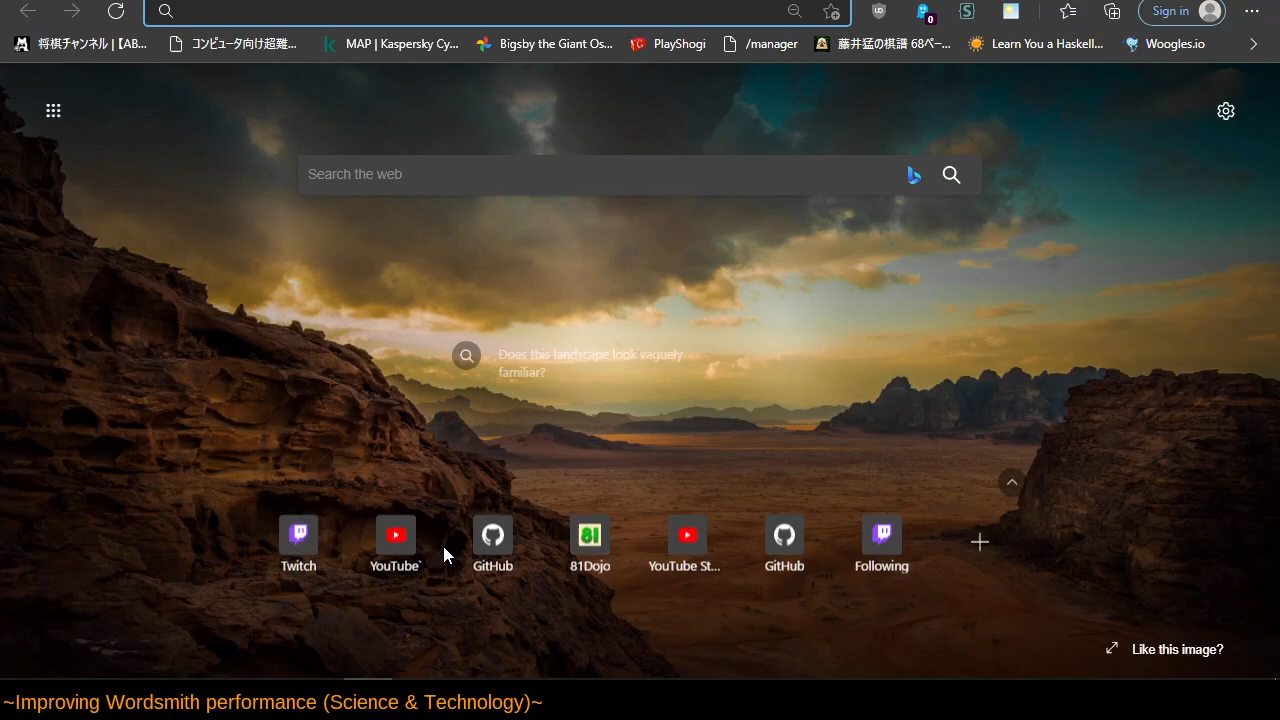 Sign in
将棋チャンネル |【AB...
コンピュータ向け超難...
MAP | Kaspersky Cy...
Bigsby the Giant Os...
PlayShogi
/manager
藤井猛の棋譜 68ペー...
Learn You a Haskell...
Woogles.io
0
Search the web
Does this landscape look vaguely
familiar?
81
Twitch
YouTube
GitHub
81Dojo
YouTube St...
GitHub
Following
Like this image?
~Improving Wordsmith performance (Science & Technology)~